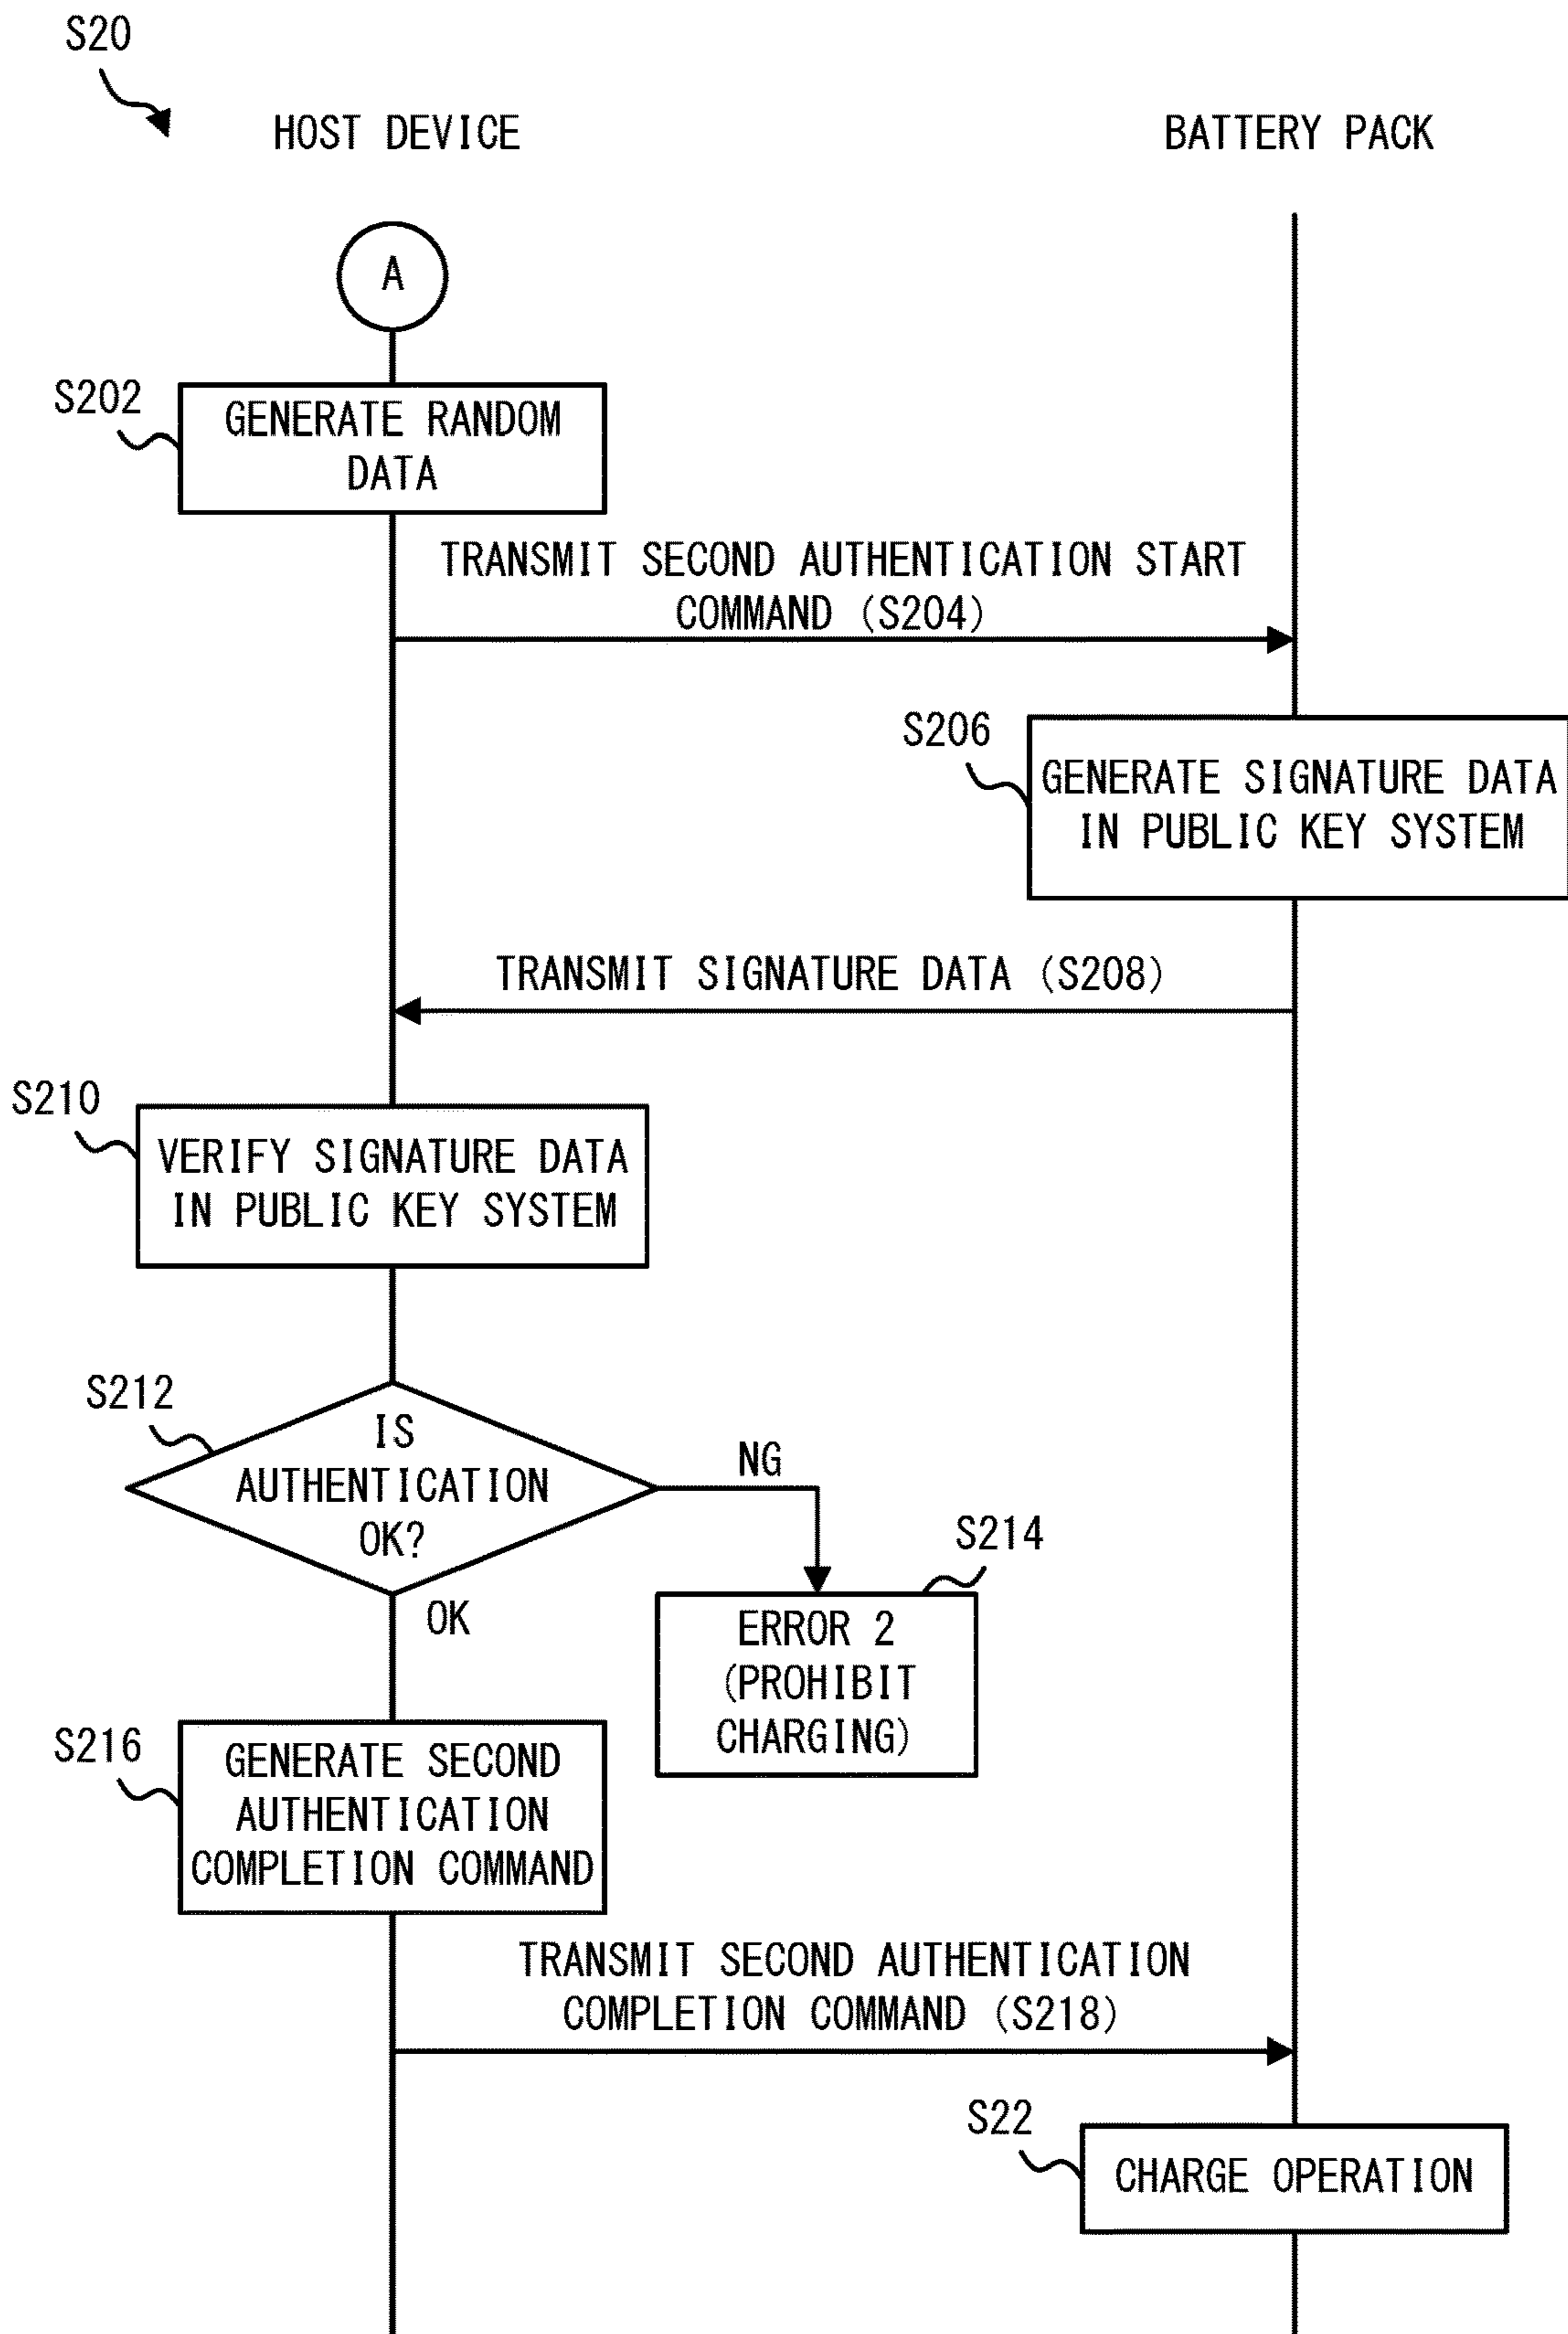 S20
HOST DEVICE
BATTERY PACK
A
S202
GENERATE RANDOM
DATA
TRANSMIT SECOND AUTHENTICATION START
COMMAND (S204)
S206
GENERATE SIGNATURE DATA
IN PUBLIC KEY SYSTEM
TRANSMIT SIGNATURE DATA (S208)
S210
VERIFY SIGNATURE DATA
IN PUBLIC KEY SYSTEM
S212
IS
AUTHENTICATION
OK?
NG
OK
S214
ERROR 2
(PROHIBIT
CHARGING)
S216
GENERATE SECOND
AUTHENTICATION
COMPLETION COMMAND
TRANSMIT SECOND AUTHENTICATION
COMPLETION COMMAND (S218)
S22
CHARGE OPERATION